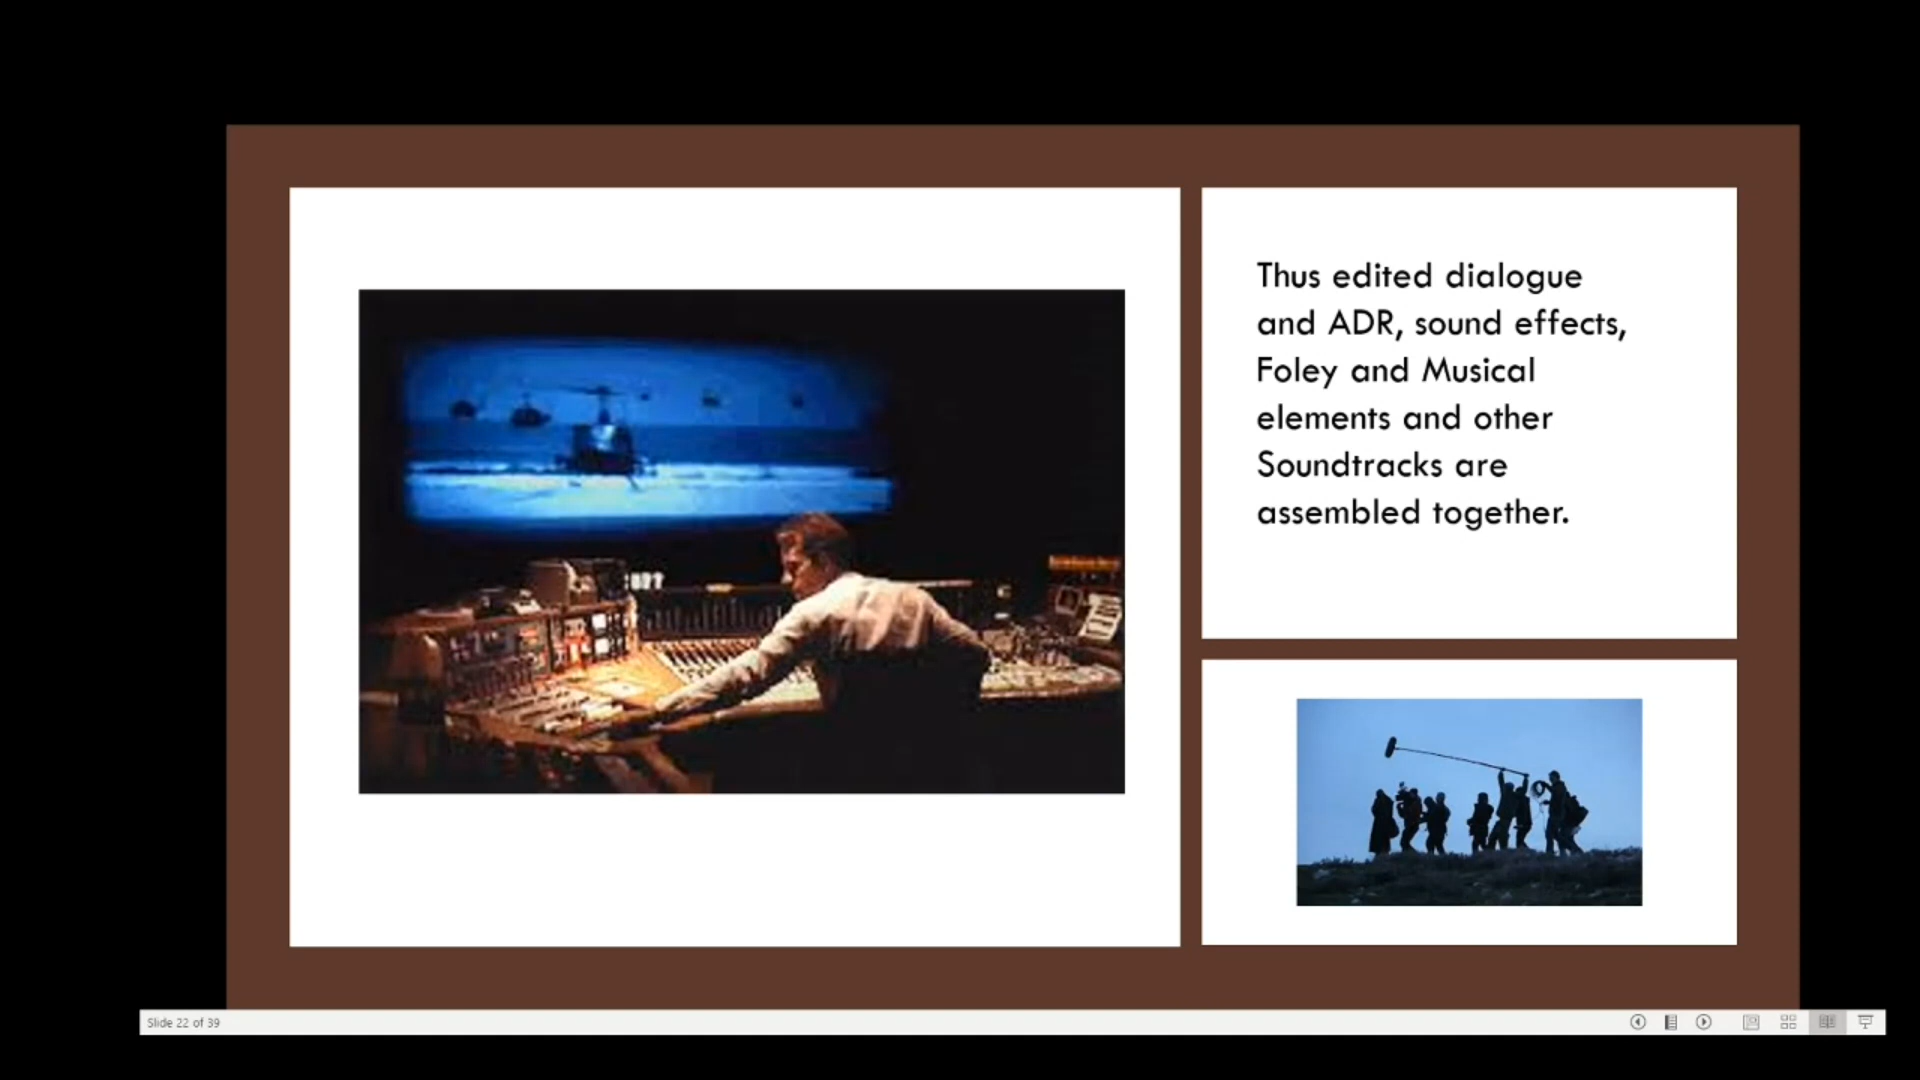 Thus edited dialogue
and ADR, sound effects,
Foley and Musical
elements and other
Soundtracks are
assembled together.
Slide 22 of 39